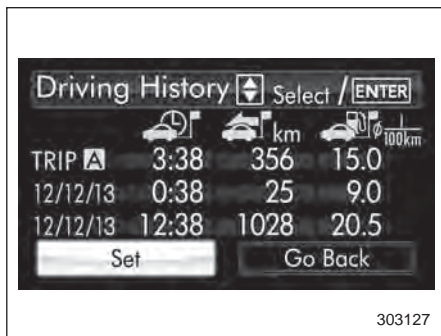 Driving History Select / ENTER
km ø l/100km
TRIP A 3:38 356 15.0
12/12/13 0:38 25 9.0
12/12/13 12:38 1028 20.5
Set Go Back
303127